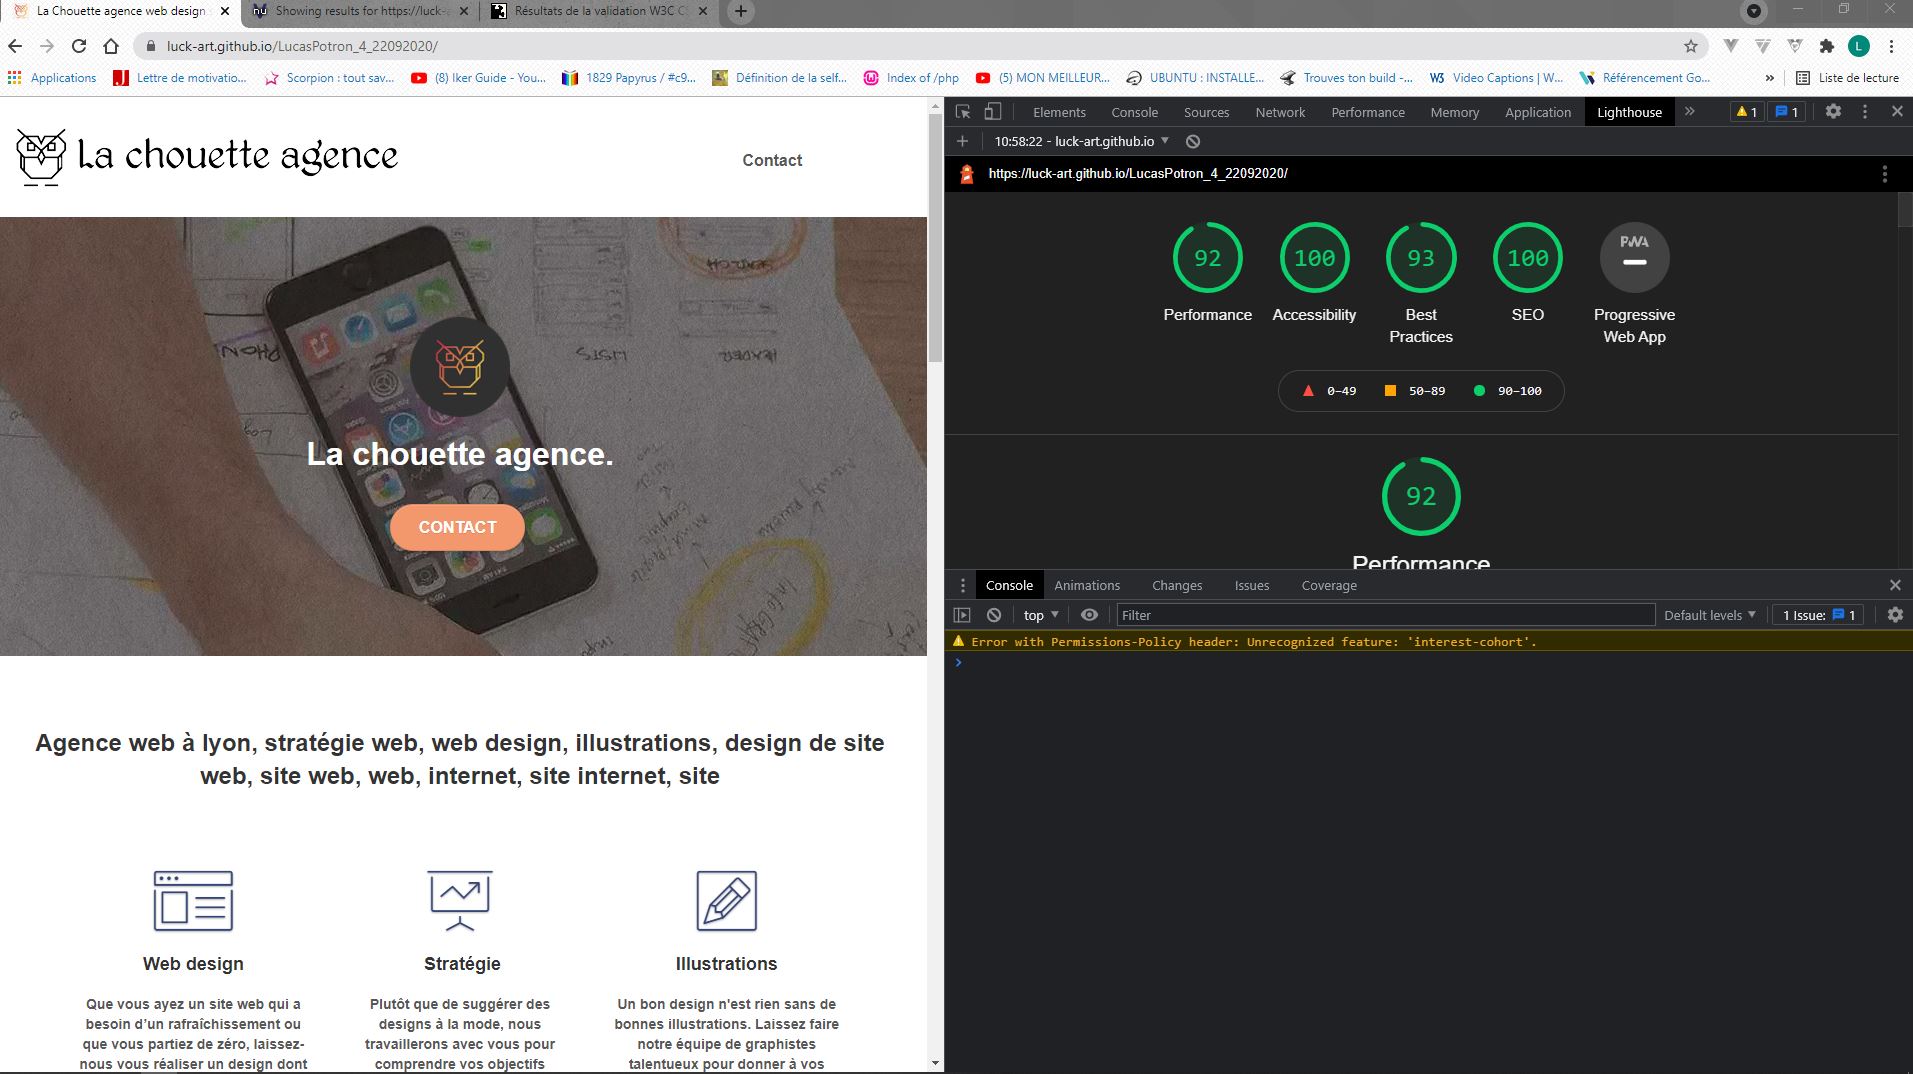 La Chouette agence web design
Showing results for https://luck-a
Résultats de la validation W3C CS
luck-art.github.io/LucasPotron_4_22092020/
L
Applications
Lettre de motivatio...
Scorpion : tout sav...
(8) Iker Guide - You...
1829 Papyrus / #c9...
Définition de la self...
Index of /php
(5) MON MEILLEUR...
UBUNTU : INSTALLE...
Trouves ton build -...
Video Captions | W...
Référencement Go...
»
Liste de lecture
La chouette agence
Contact
La chouette agence.
CONTACT
Agence web à lyon, stratégie web, web design, illustrations, design de site
web, site web, web, internet, site internet, site
Web design
Que vous ayez un site web qui a
besoin d’un rafraîchissement ou
que vous partiez de zéro, laissez-
nous vous réaliser un design dont
Stratégie
Plutôt que de suggérer des
designs à la mode, nous
travaillerons avec vous pour
comprendre vos objectifs
Illustrations
Un bon design n'est rien sans de
bonnes illustrations. Laissez faire
notre équipe de graphistes
talentueux pour donner à vos
Elements Console Sources Network Performance Memory Application Lighthouse » 1 1
10:58:22 - luck-art.github.io
https://luck-art.github.io/LucasPotron_4_22092020/
92
Performance
100
Accessibility
93
Best
Practices
100
SEO
PWA
Progressive
Web App
0–49 50–89 90–100
92
Performance
Console Animations Changes Issues Coverage
top Filter Default levels 1 Issue: 1
Error with Permissions-Policy header: Unrecognized feature: 'interest-cohort'.